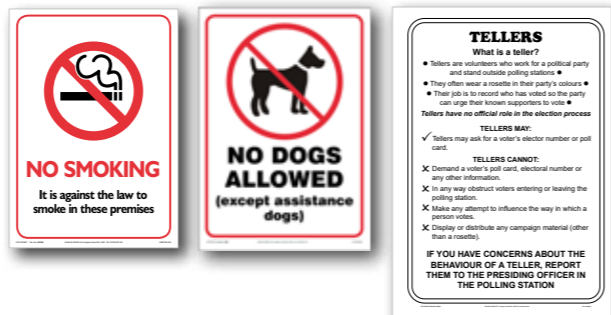 NO SMOKING
It is against the law to
smoke in these premises
NO DOGS
ALLOWED
(except assistance
dogs)
TELLERS
What is a teller?
● Tellers are volunteers who work for a political party
and stand outside polling stations ●
● They often wear a rosette in their party's colours ●
● Their job is to record who has voted so the party
can urge their known supporters to vote ●
Tellers have no official role in the election process
TELLERS MAY:
✓ Tellers may ask for a voter's elector number or poll
card.
TELLERS CANNOT:
X Demand a voter's poll card, electoral number or
any other information.
X In any way obstruct voters entering or leaving the
polling station.
X Make any attempt to influence the way in which a
person votes.
X Display or distribute any campaign material (other
than a rosette).
IF YOU HAVE CONCERNS ABOUT THE
BEHAVIOUR OF A TELLER, REPORT
THEM TO THE PRESIDING OFFICER IN
THE POLLING STATION